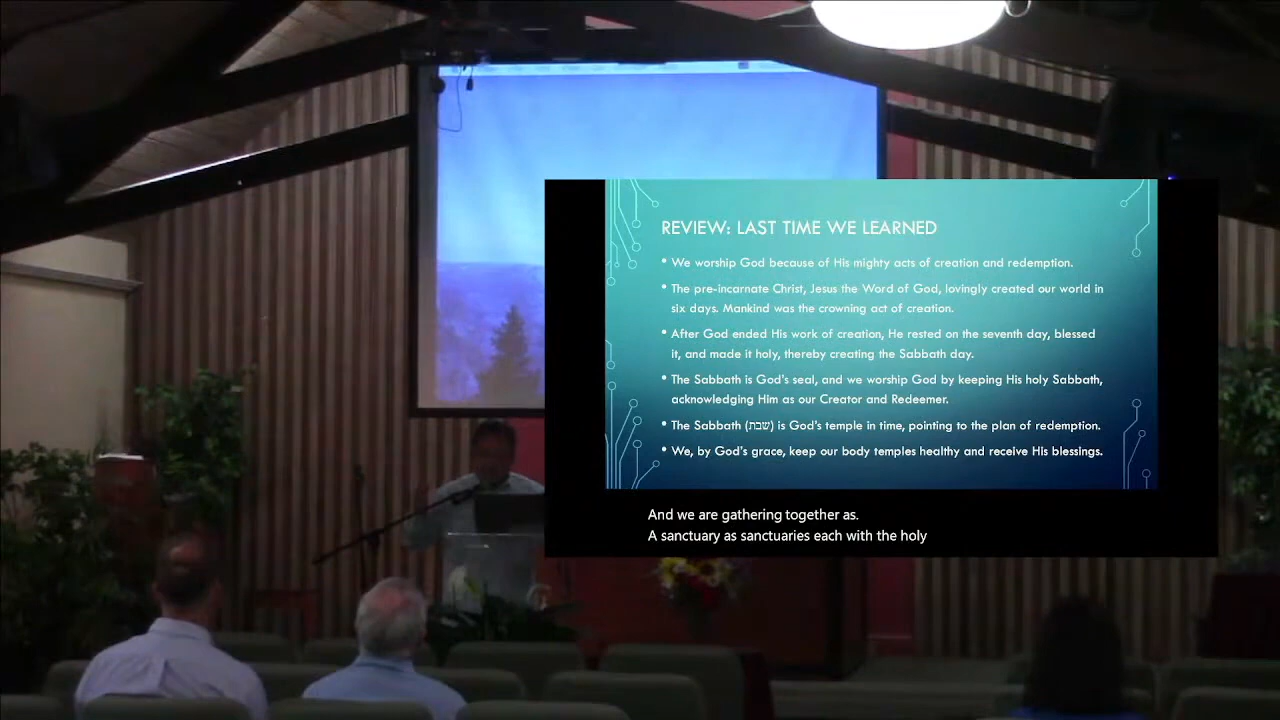 REVIEW: LAST TIME WE LEARNED
• We worship God because of His mighty acts of creation and redemption.
• The pre-incarnate Christ, Jesus the Word of God, lovingly created our world in
six days. Mankind was the crowning act of creation.
• After God ended His work of creation, He rested on the seventh day, blessed
it, and made it holy, thereby creating the Sabbath day.
• The Sabbath is God's seal, and we worship God by keeping His holy Sabbath,
acknowledging Him as our Creator and Redeemer.
• The Sabbath (שבת) is God's temple in time, pointing to the plan of redemption.
• We, by God's grace, keep our body temples healthy and receive His blessings.
And we are gathering together as.
A sanctuary as sanctuaries each with the holy